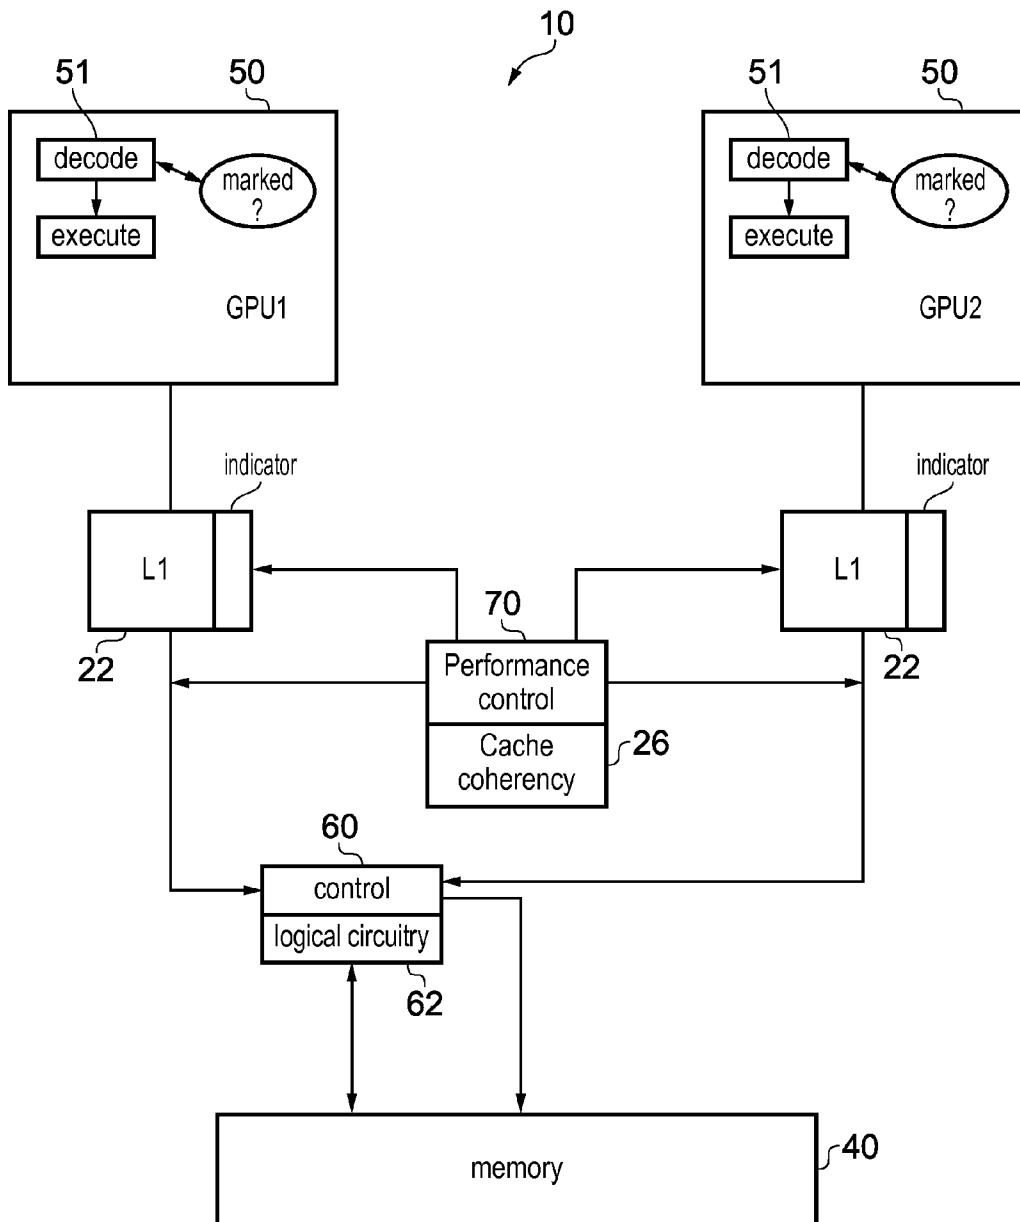 10
51
50
51
50
decode
marked
?
execute
GPU1
decode
marked
?
execute
GPU2
indicator
indicator
L1
L1
22
22
70
Performance
control
Cache
coherency
26
60
control
logical circuitry
62
memory
40